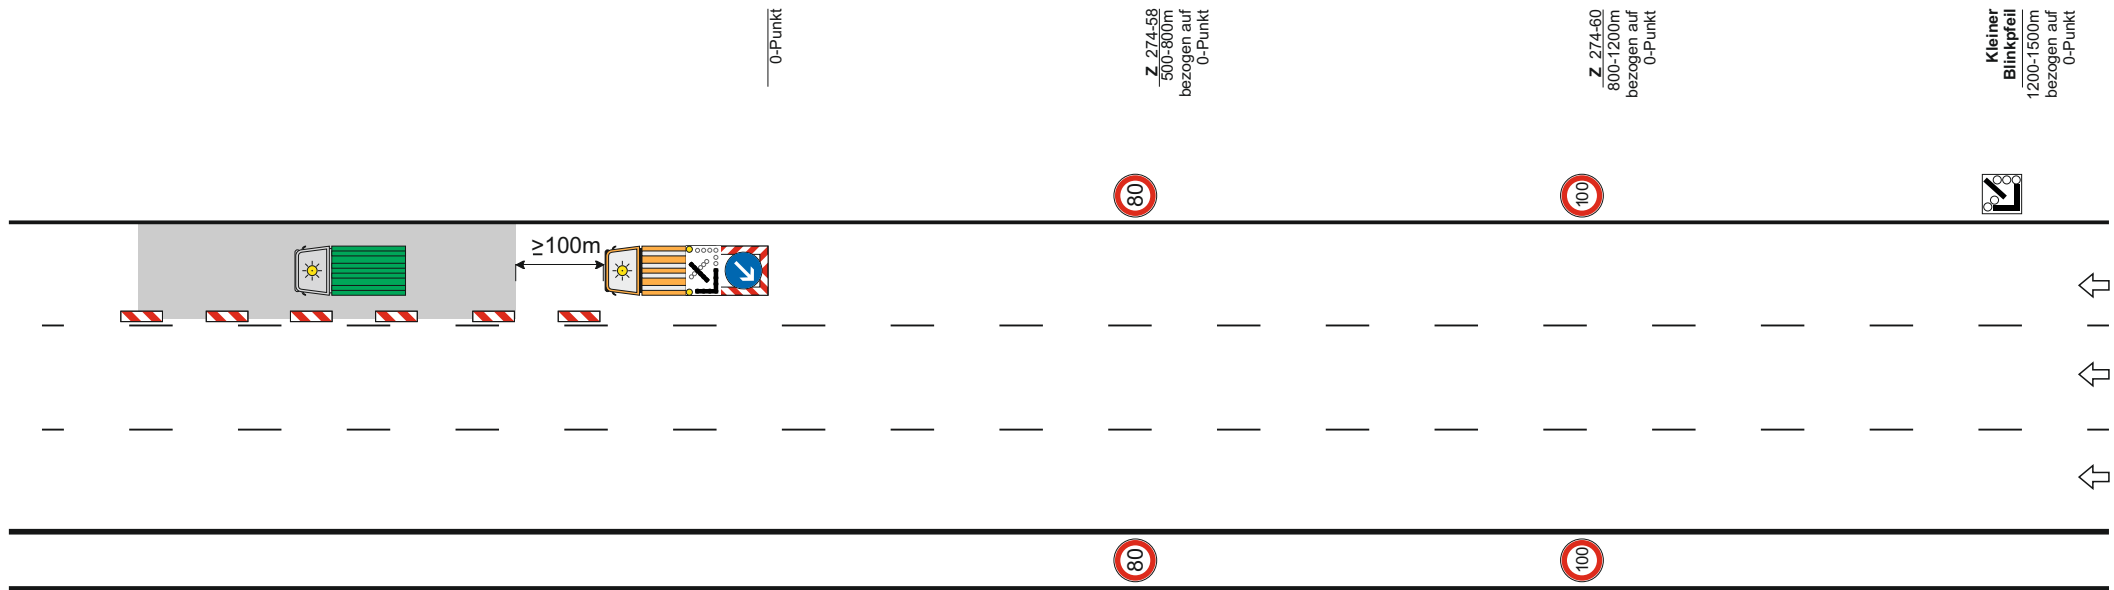 0-Punkt
Z 274-58
500-800m
bezogen auf
0-Punkt
Z 274-60
800-1200m
bezogen auf
0-Punkt
Kleiner
Blinkpfeil
1200-1500m
bezogen auf
0-Punkt
80
100
≥100m
80
100